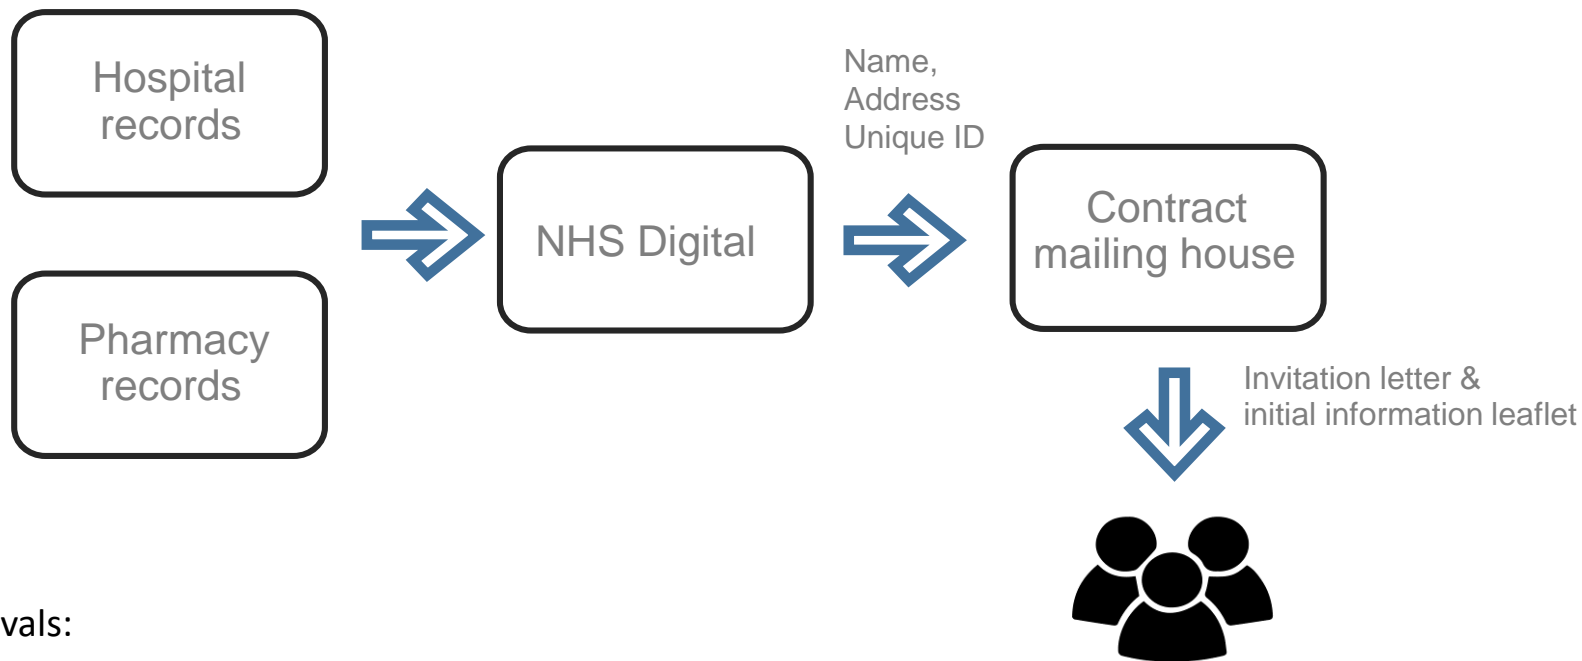 Hospital
records
Pharmacy
records
NHS Digital
Name,
Address
Unique ID
Contract
mailing house
Invitation letter &
initial information leaflet
vals: